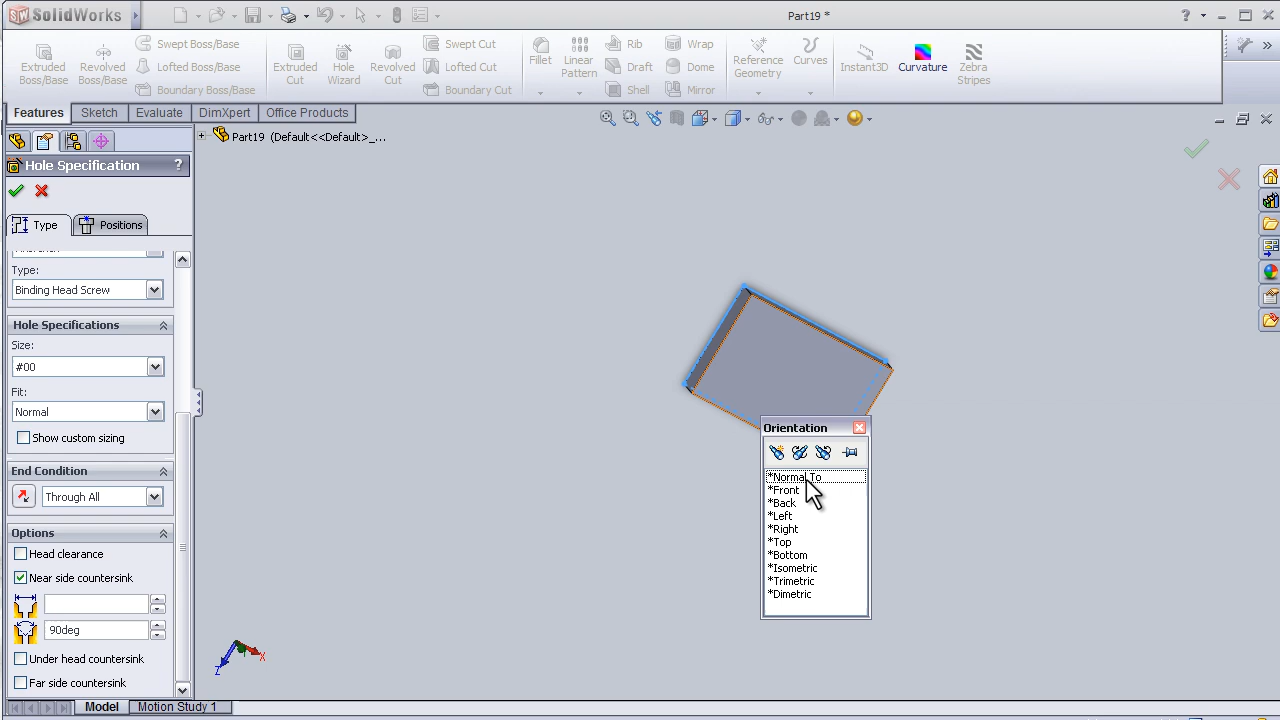 SolidWorks
Part19 *
?
Extruded
Boss/Base
Revolved
Boss/Base
Swept Boss/Base
Lofted Boss/Base
Boundary Boss/Base
Extruded
Cut
Hole
Wizard
Revolved
Cut
Swept Cut
Lofted Cut
Boundary Cut
Fillet
Linear
Pattern
Rib
Draft
Shell
Wrap
Dome
Mirror
Reference
Geometry
Curves
Instant3D
Curvature
Zebra
Stripes
Features
Sketch
Evaluate
DimXpert
Office Products
Part19 (Default<<Default>_...
Hole Specification
?
Type
Positions
Type:
Binding Head Screw
Hole Specifications
Size:
#00
Fit:
Normal
Show custom sizing
End Condition
Through All
Options
Head clearance
Near side countersink
90deg
Under head countersink
Far side countersink
Orientation
*Normal To
*Front
*Back
*Left
*Right
*Top
*Bottom
*Isometric
*Trimetric
*Dimetric
Z
X
Model
Motion Study 1